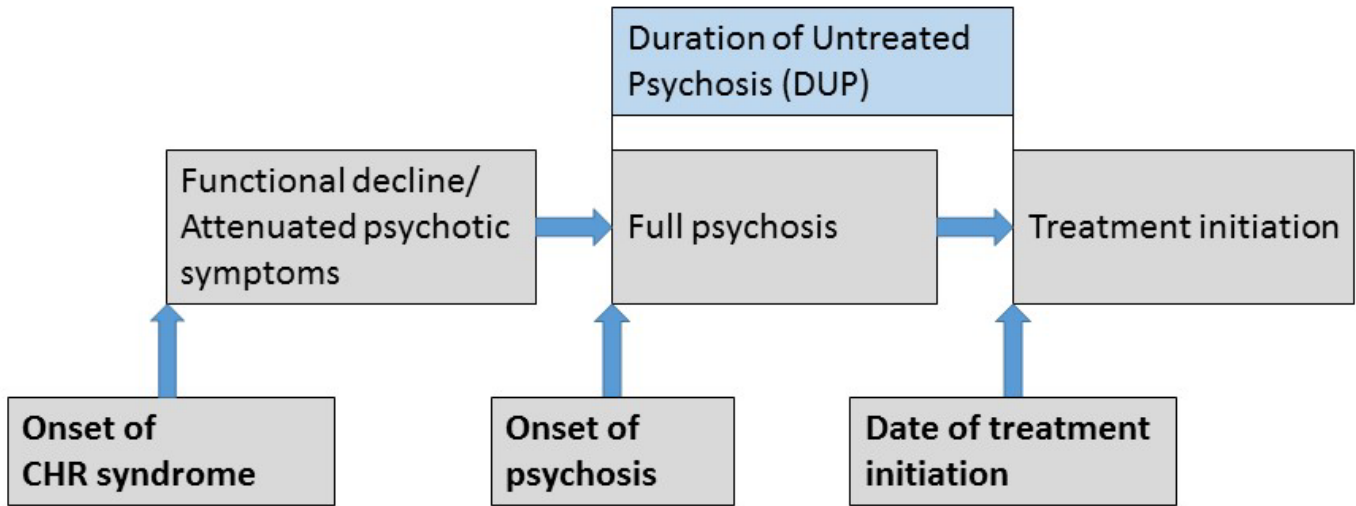 Duration of Untreated
Psychosis (DUP)
Functional decline/
Attenuated psychotic
symptoms
Full psychosis
Treatment initiation
Onset of
CHR syndrome
Onset of
psychosis
Date of treatment
initiation